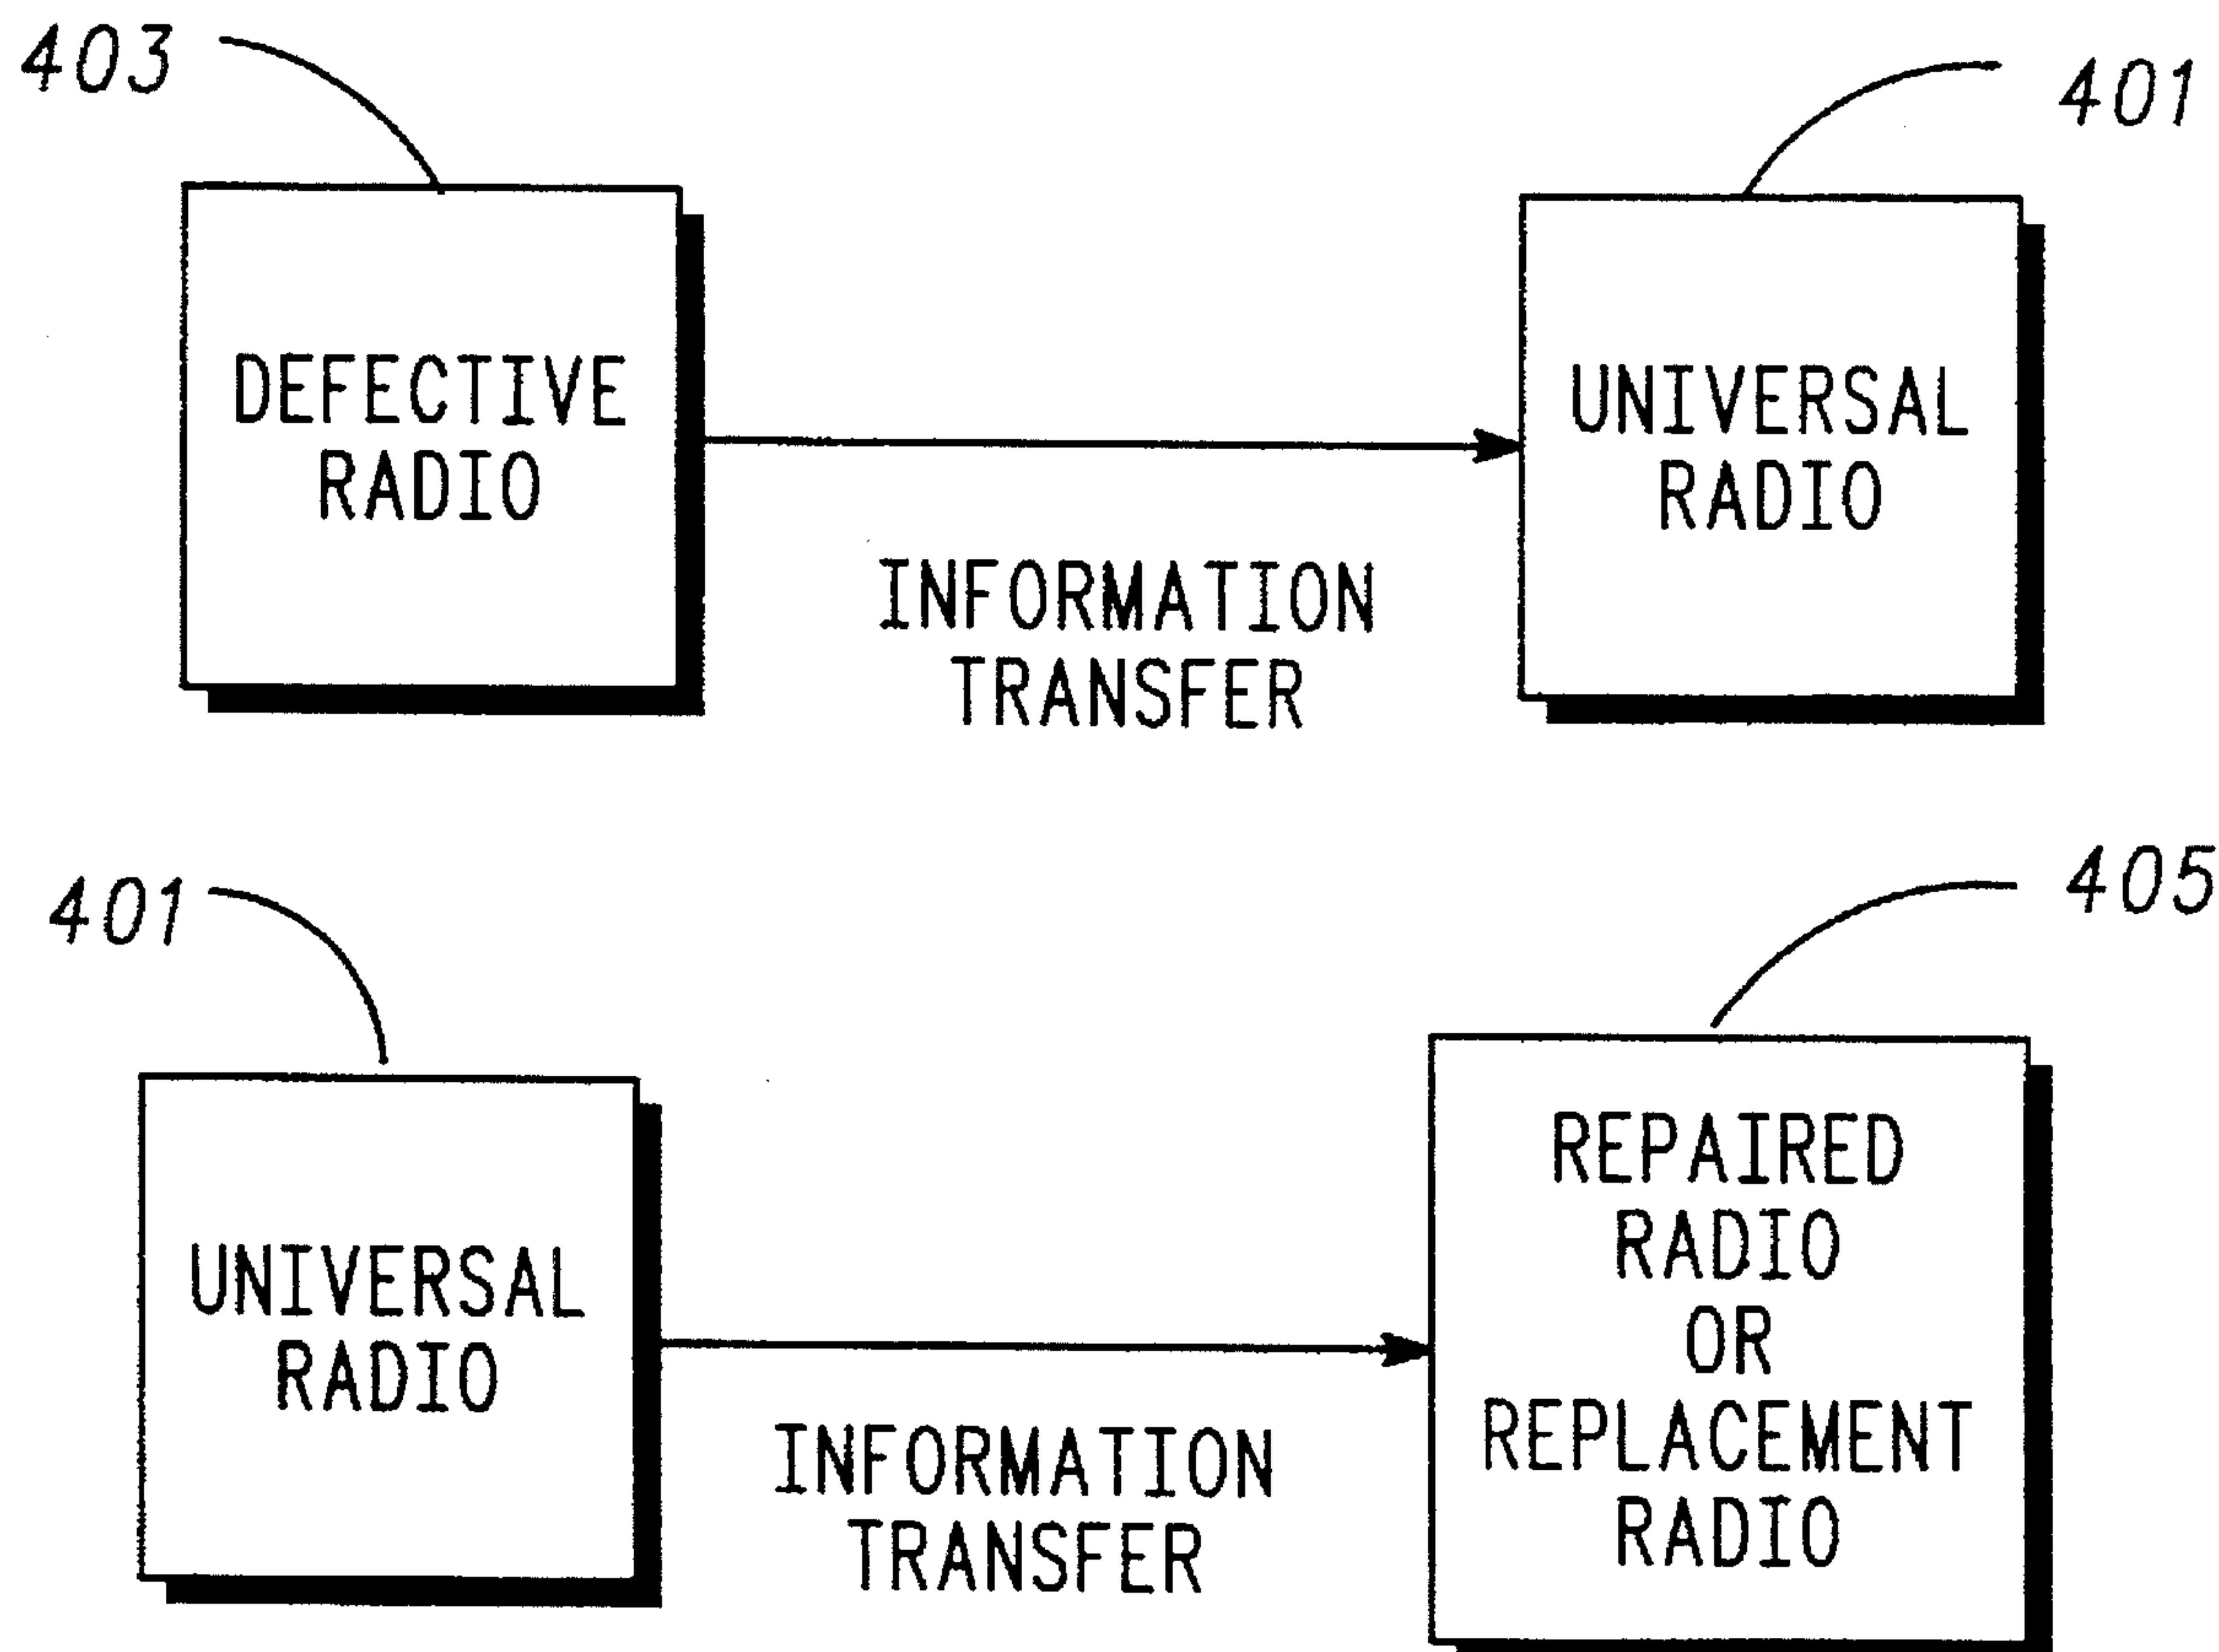 403
401
DEFECTIVE
RADIO
UNIVERSAL
RADIO
INFORMATION
TRANSFER
401
405
UNIVERSAL
RADIO
INFORMATION
TRANSFER
REPAIRED
RADIO
OR
REPLACEMENT
RADIO